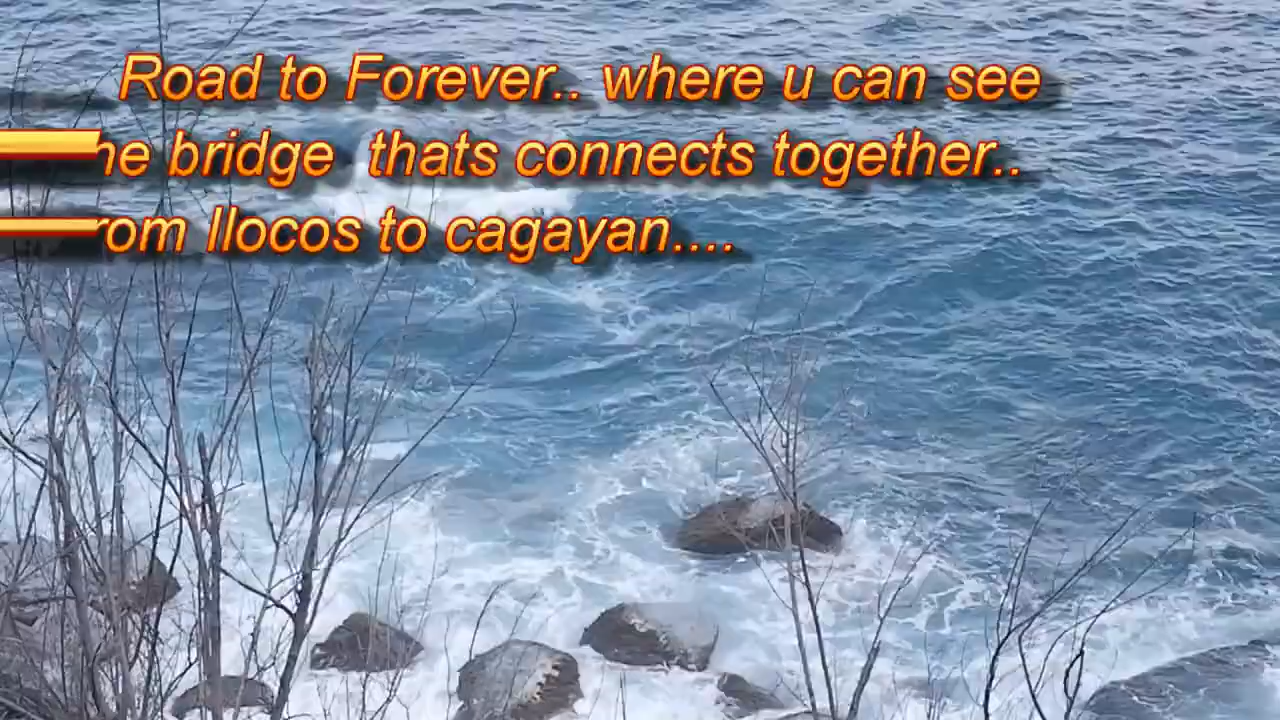 Road to Forever.. where u can see
he bridge thats connects together..
rom Ilocos to cagayan....